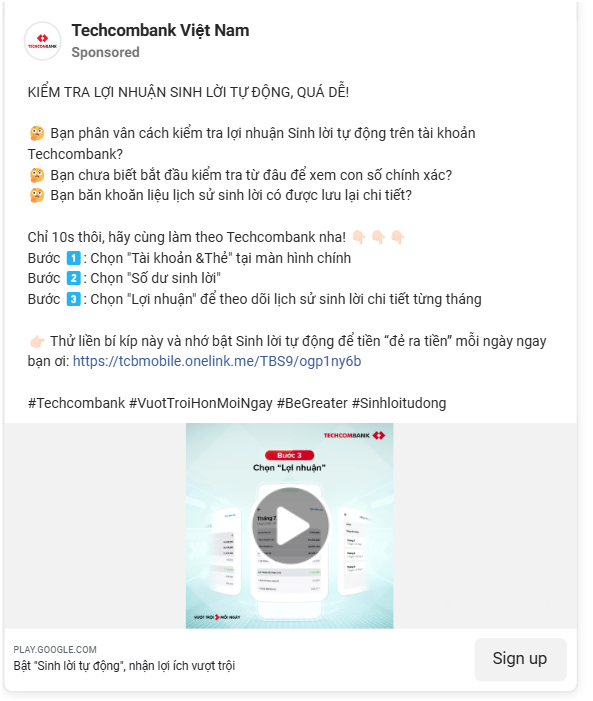 TECHCOMBANK
Techcombank Việt Nam
Sponsored
KIỂM TRA LỢI NHUẬN SINH LỜI TỰ ĐỘNG, QUÁ DỄ!
🤔 Bạn phân vân cách kiểm tra lợi nhuận Sinh lời tự động trên tài khoản
Techcombank?
🤔 Bạn chưa biết bắt đầu kiểm tra từ đâu để xem con số chính xác?
🤔 Bạn băn khoăn liệu lịch sử sinh lời có được lưu lại chi tiết?
Chỉ 10s thôi, hãy cùng làm theo Techcombank nha! 👇🏻👇🏻👇🏻
Bước 1️⃣: Chọn "Tài khoản &Thẻ" tại màn hình chính
Bước 2️⃣: Chọn "Số dư sinh lời"
Bước 3️⃣: Chọn "Lợi nhuận" để theo dõi lịch sử sinh lời chi tiết từng tháng
👉🏻 Thử liền bí kíp này và nhớ bật Sinh lời tự động để tiền “đẻ ra tiền” mỗi ngày ngay
bạn ơi: https://tcbmobile.onelink.me/TBS9/ogp1ny6b
#Techcombank #VuotTroiHonMoiNgay #BeGreater #Sinhloitudong
TECHCOMBANK
Bước 3
Chọn “Lợi nhuận”
VƯỢT TRỘI MỖI NGÀY
PLAY.GOOGLE.COM
Bật "Sinh lời tự động", nhận lợi ích vượt trội
Sign up